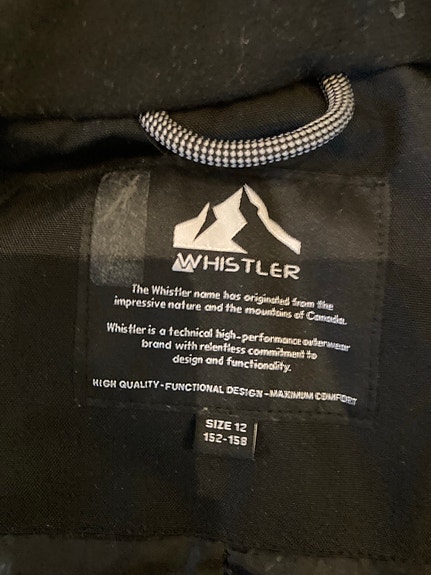 WHISTLER
The Whistler name has originated from the
impressive nature and the mountains of Canada.
Whistler is a technical high-performance outerwear
brand with relentless commitment to
design and functionality.
HIGH QUALITY-FUNCTIONAL DESIGN-MAXIMUM COMFORT
SIZE 12
152-158